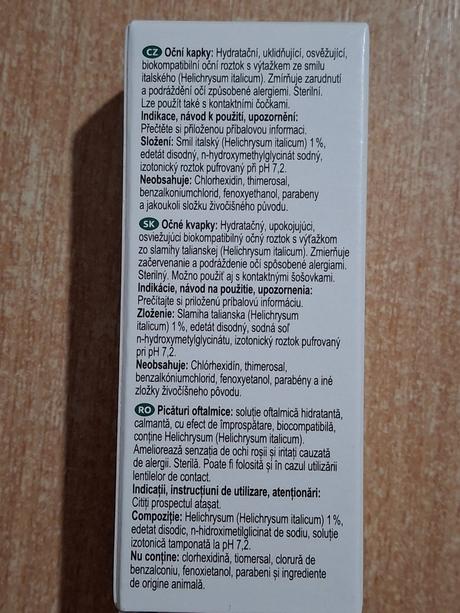 CZ Oční kapky: Hydratační, uklidňující, osvěžující,
biokompatibilní oční roztok s výtažkem ze smilu
italského (Helichrysum italicum). Zmírňuje zarudnutí
a podráždění očí způsobené alergiemi. Sterilní.
Lze použít také s kontaktními čočkami.
Indikace, návod k použití, upozornění:
Přečtěte si přiloženou příbalovou informaci.
Složení: Smil italský (Helichrysum italicum) 1 %,
edetát disodný, n-hydroxymethylglycinát sodný,
izotonický roztok pufrovaný při pH 7,2.
Neobsahuje: Chlorhexidin, thimerosal,
benzalkoniumchlorid, fenoxyethanol, parabeny
a jakoukoli složku živočišného původu.
SK Očné kvapky: Hydratačný, upokojujúci,
osviežujúci biokompatibilný očný roztok s výťažkom
zo slamihy talianskej (Helichrysum italicum). Zmierňuje
začervenanie a podráždenie očí spôsobené alergiami.
Sterilný. Možno použiť aj s kontaktnými šošovkami.
Indikácie, návod na použitie, upozornenia:
Prečítajte si priloženú príbalovú informáciu.
Zloženie: Slamiha talianska (Helichrysum
italicum) 1 %, edetát disodný, sodná soľ
n-hydroxymetylglycinátu, izotonický roztok pufrovaný
pri pH 7,2.
Neobsahuje: Chlórhexidín, thimerosal,
benzalkóniumchlorid, fenoxyetanol, parabény a iné
zložky živočíšneho pôvodu.
RO Picături oftalmice: soluție oftalmică hidratantă,
calmantă, cu efect de împrospătare, biocompatibilă,
conține Helichrysum (Helichrysum italicum).
Ameliorează senzația de ochi roșii și iritați cauzată
de alergii. Sterilă. Poate fi folosită și în cazul utilizării
lentilelor de contact.
Indicații, instrucțiuni de utilizare, atenționări:
Citiți prospectul atașat.
Compoziție: Helichrysum (Helichrysum italicum) 1%,
edetat disodic, n-hidroximetilglicinat de sodiu, soluție
izotonică tamponată la pH 7,2.
Nu conține: clorhexidină, tiomersal, clorură de
benzalconiu, fenoxietanol, parabeni și ingrediente
de origine animală.